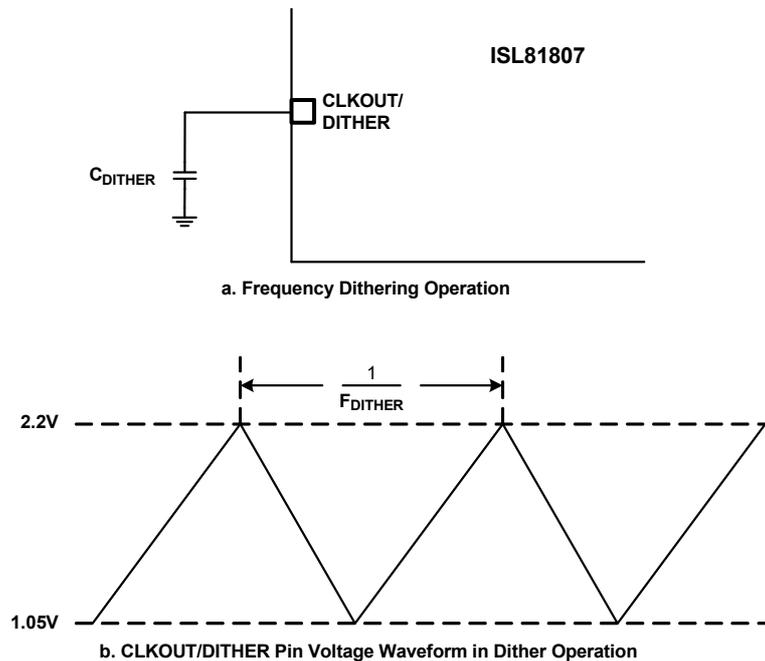 ISL81807
CLKOUT/
DITHER
CDITHER
a. Frequency Dithering Operation
1
FDITHER
2.2V
1.05V
b. CLKOUT/DITHER Pin Voltage Waveform in Dither Operation